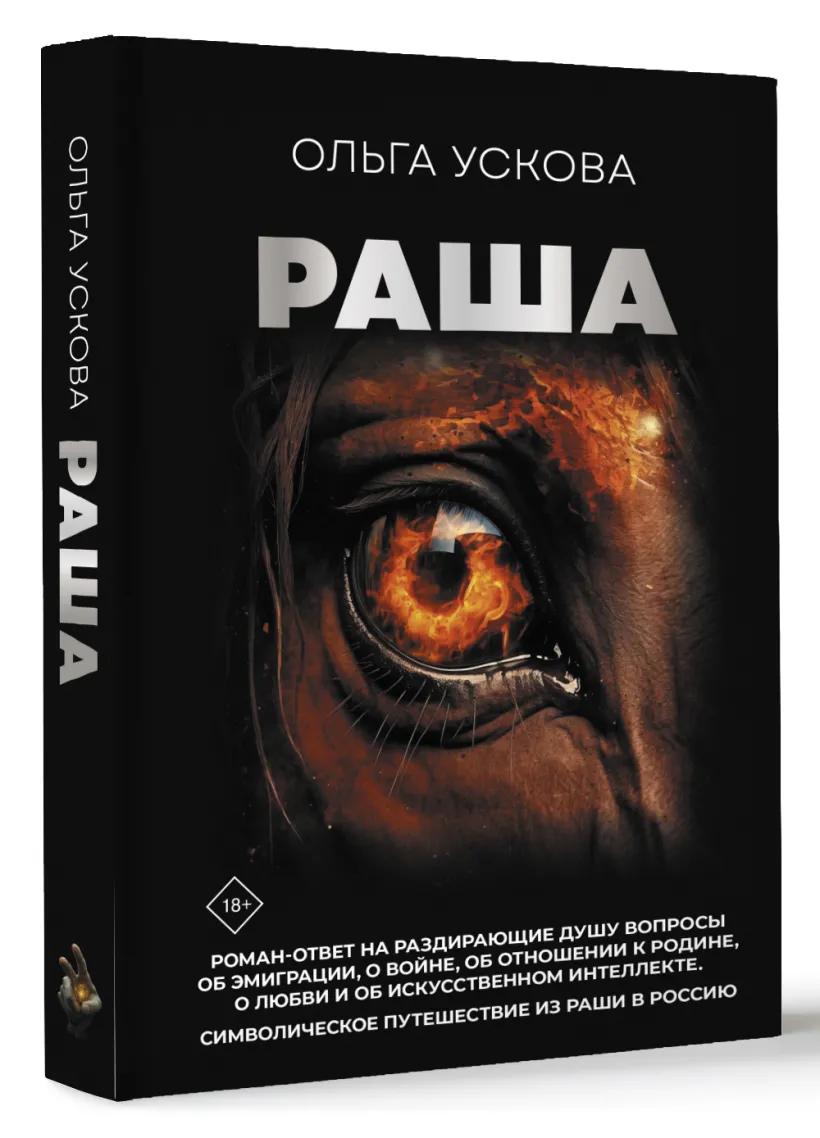 ОЛЬГА УСКОВА
РАША
ОЛЬГА УСКОВА
РАША
18+
РОМАН-ОТВЕТ НА РАЗДИРАЮЩИЕ ДУШУ ВОПРОСЫ
ОБ ЭМИГРАЦИИ, О ВОЙНЕ, ОБ ОТНОШЕНИИ К РОДИНЕ,
О ЛЮБВИ И ОБ ИСКУССТВЕННОМ ИНТЕЛЛЕКТЕ.
СИМВОЛИЧЕСКОЕ ПУТЕШЕСТВИЕ ИЗ РАШИ В РОССИЮ